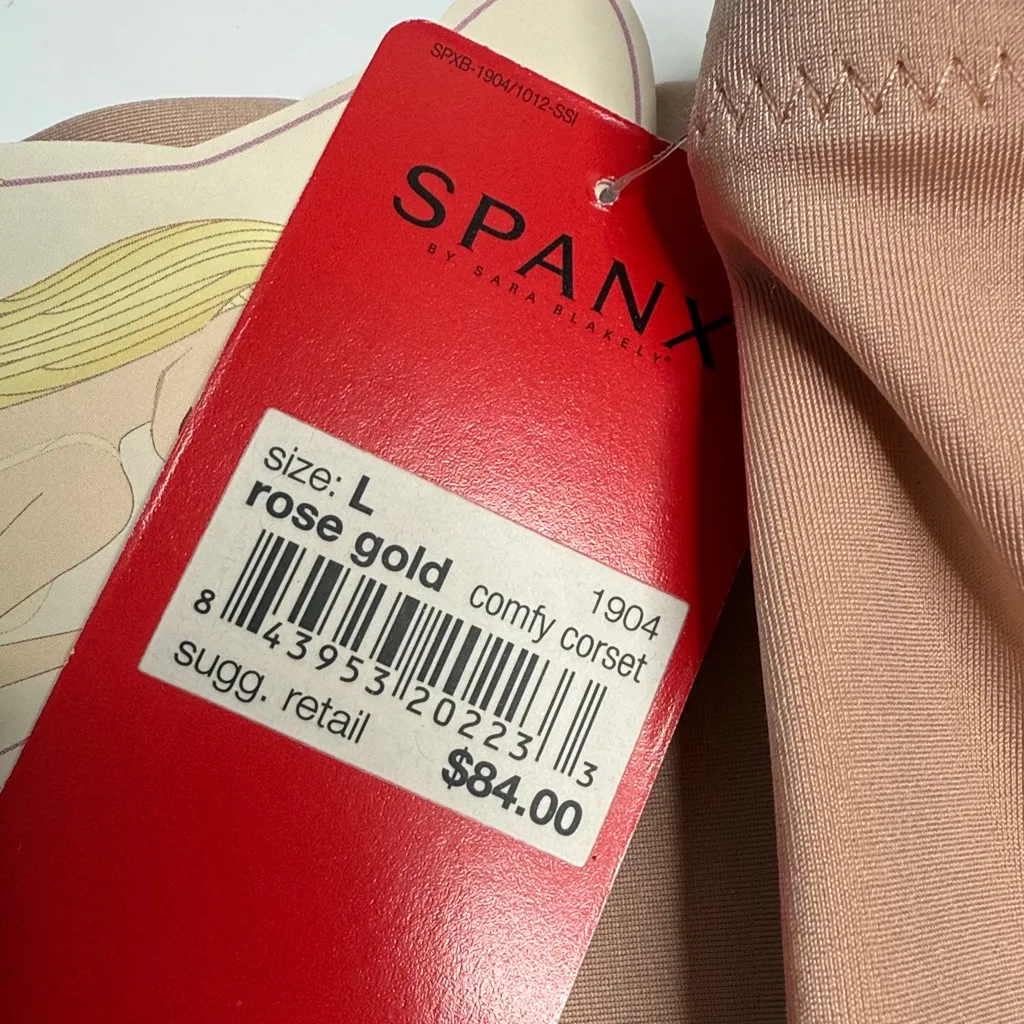 SPXB-1904/1012-SSI
SPANX
BY SARA BLAKELY®
size: L
rose gold
1904
comfy corset
8 43953 20223 3
sugg. retail
$84.00